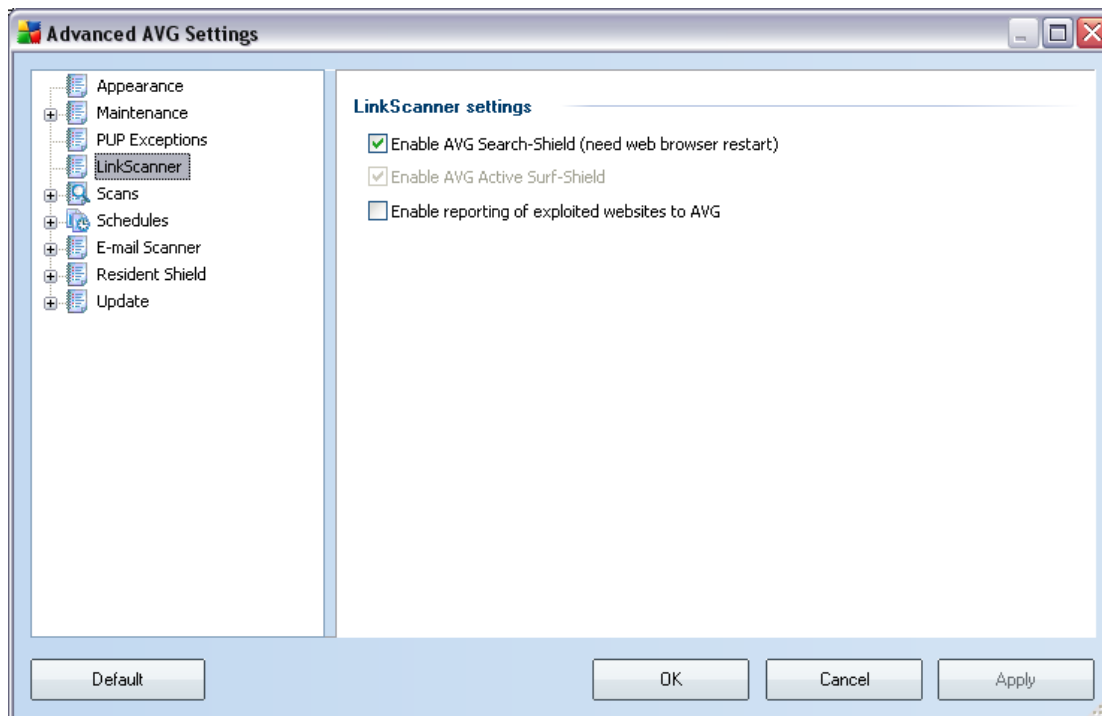 Advanced AVG Settings
Appearance
Maintenance
PUP Exceptions
LinkScanner
Scans
Schedules
E-mail Scanner
Resident Shield
Update
LinkScanner settings
Enable AVG Search-Shield (need web browser restart)
Enable AVG Active Surf-Shield
Enable reporting of exploited websites to AVG
Default
OK
Cancel
Apply